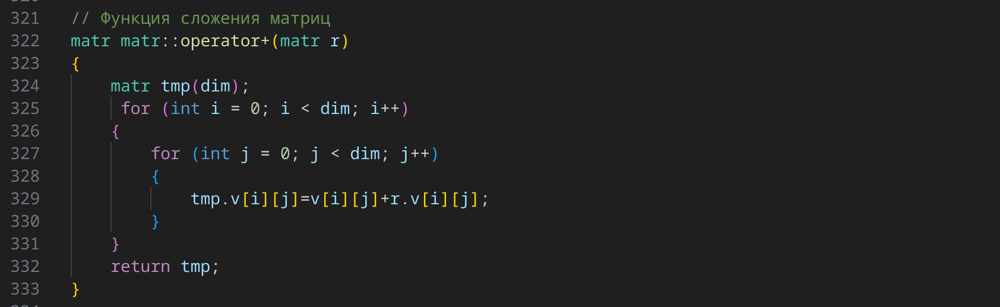 321 // Функция сложения матриц
322 matr matr::operator+(matr r)
323 {
324     matr tmp(dim);
325      for (int i = 0; i < dim; i++)
326     {
327         for (int j = 0; j < dim; j++)
328         {
329             tmp.v[i][j]=v[i][j]+r.v[i][j];
330         }
331     }
332     return tmp;
333 }